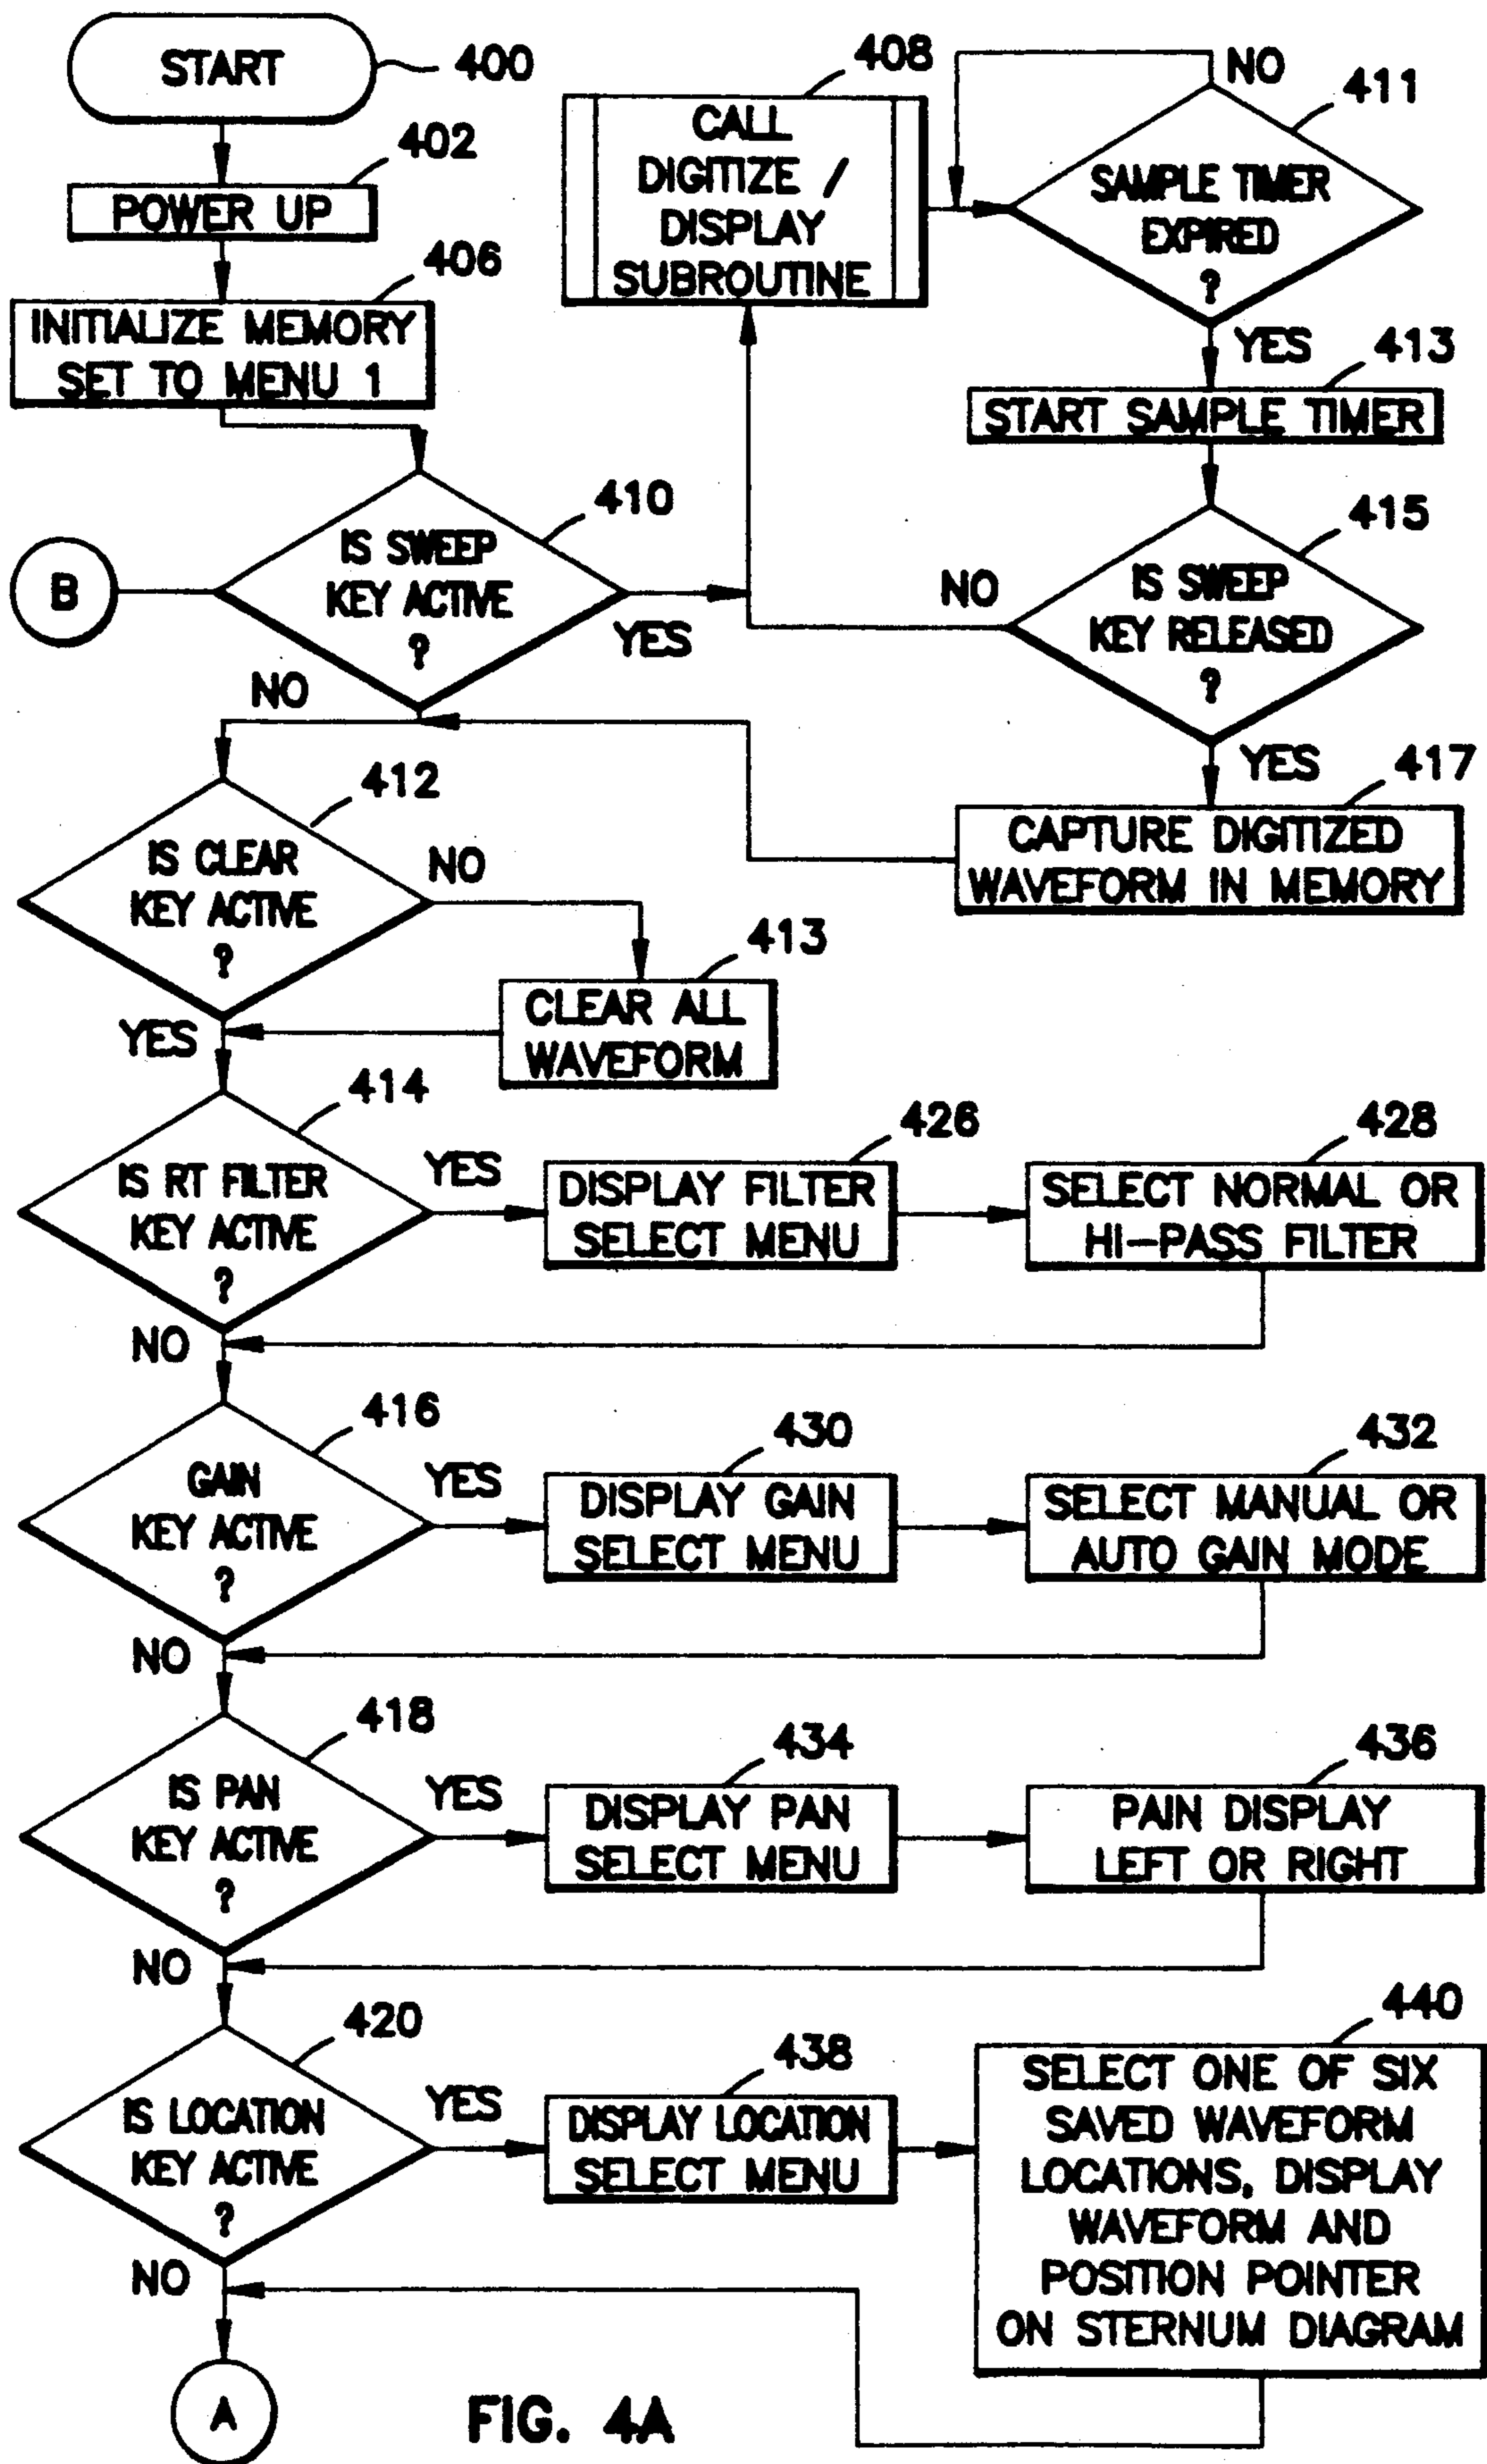 START
400
402
POWER UP
406
INITIALIZE MEMORY
SET TO MENU 1
408
CALL
DIGITIZE /
DISPLAY
SUBROUTINE
NO
411
SAMPLE TIMER
EXPIRED
?
YES
413
START SAMPLE TIMER
410
IS SWEEP
KEY ACTIVE
?
B
YES
NO
415
IS SWEEP
KEY RELEASED
?
NO
YES
417
CAPTURE DIGITIZED
WAVEFORM IN MEMORY
412
IS CLEAR
KEY ACTIVE
?
NO
413
CLEAR ALL
WAVEFORM
YES
414
IS RT FILTER
KEY ACTIVE
?
YES
426
DISPLAY FILTER
SELECT MENU
428
SELECT NORMAL OR
HI-PASS FILTER
NO
416
GAIN
KEY ACTIVE
?
YES
430
DISPLAY GAIN
SELECT MENU
432
SELECT MANUAL OR
AUTO GAIN MODE
NO
418
IS PAN
KEY ACTIVE
?
YES
434
DISPLAY PAN
SELECT MENU
436
PAIN DISPLAY
LEFT OR RIGHT
NO
420
IS LOCATION
KEY ACTIVE
?
YES
438
DISPLAY LOCATION
SELECT MENU
440
SELECT ONE OF SIX
SAVED WAVEFORM
LOCATIONS, DISPLAY
WAVEFORM AND
POSITION POINTER
ON STERNUM DIAGRAM
NO
A
FIG. 4A